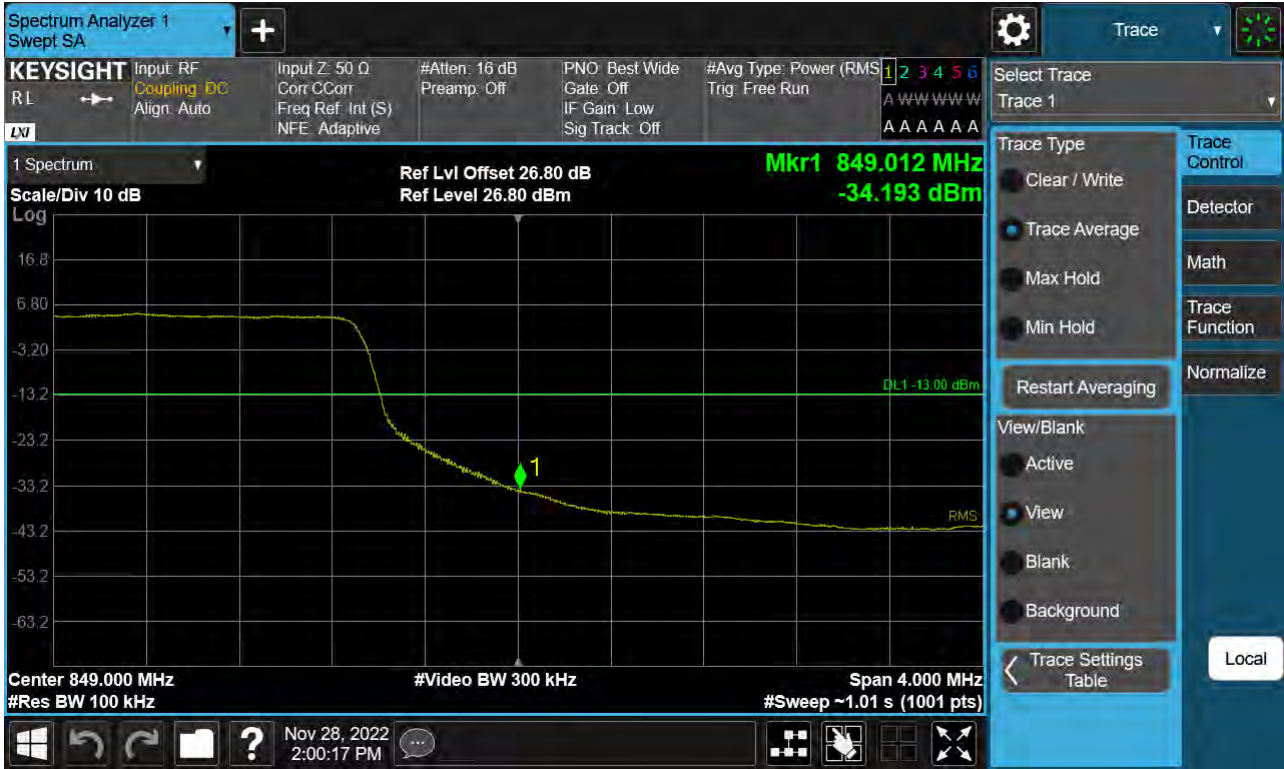 Spectrum Analyzer 1
Swept SA
Trace
KEYSIGHT
RL
LXI
Input: RF
Coupling: DC
Align: Auto
Input Z: 50 Ω
Corr CCorr
Freq Ref: Int (S)
NFE: Adaptive
#Atten: 16 dB
Preamp: Off
PNO: Best Wide
Gate: Off
IF Gain: Low
Sig Track: Off
#Avg Type: Power (RMS
Trig: Free Run
1 2 3 4 5 6
A W W W W W
A A A A A A
Select Trace
Trace 1
1 Spectrum
Scale/Div 10 dB
Ref Lvl Offset 26.80 dB
Ref Level 26.80 dBm
Mkr1 849.012 MHz
-34.193 dBm
Log
16.8
6.80
-3.20
-13.2
-23.2
-33.2
-43.2
-53.2
-63.2
DL1 -13.00 dBm
1
RMS
Center 849.000 MHz
#Res BW 100 kHz
#Video BW 300 kHz
Span 4.000 MHz
#Sweep ~1.01 s (1001 pts)
Trace Type
Clear / Write
Trace Average
Max Hold
Min Hold
Restart Averaging
View/Blank
Active
View
Blank
Background
Trace Settings
Table
Trace
Control
Detector
Math
Trace
Function
Normalize
Local
?
Nov 28, 2022
2:00:17 PM